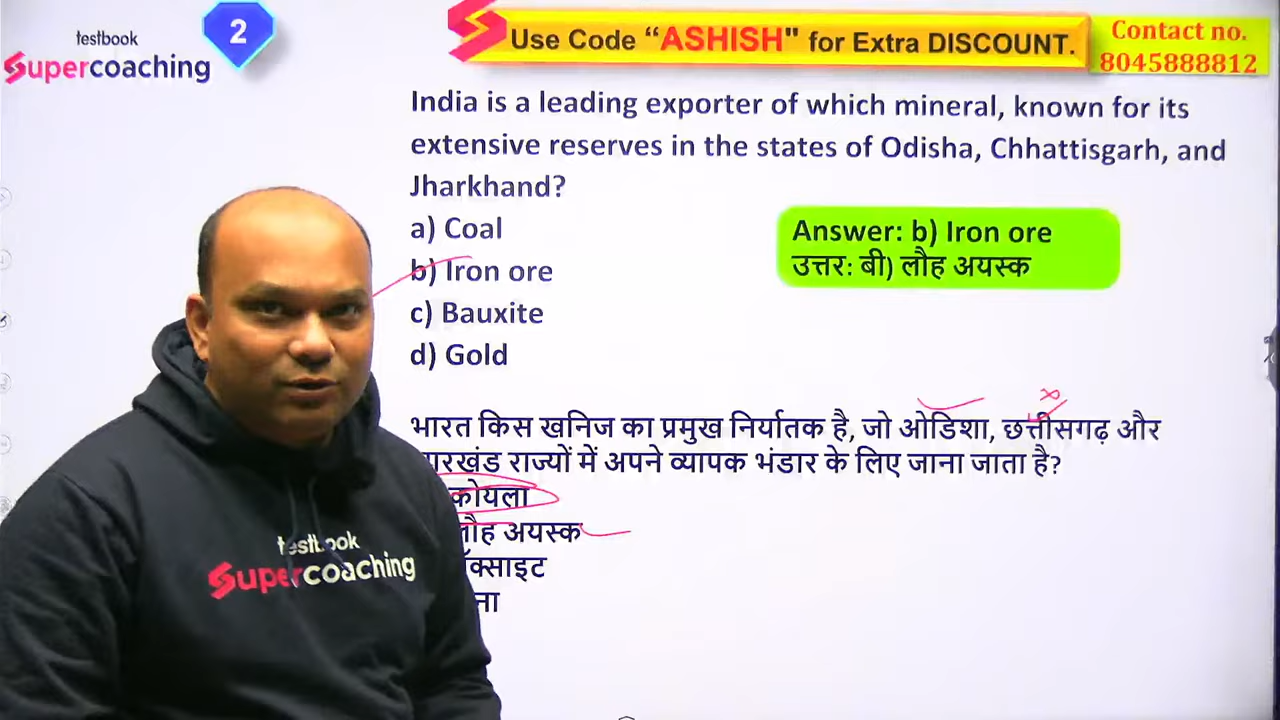 testbook
Supercoaching
2
Use Code “ASHISH" for Extra DISCOUNT.
Contact no.
8045888812
India is a leading exporter of which mineral, known for its
extensive reserves in the states of Odisha, Chhattisgarh, and
Jharkhand?
a) Coal
b) Iron ore
c) Bauxite
d) Gold
Answer: b) Iron ore
उत्तर: बी) लौह अयस्क
भारत किस खनिज का प्रमुख निर्यातक है, जो ओडिशा, छत्तीसगढ़ और
राज्यों में अपने व्यापक भंडार के लिए जाना जाता है?
कोयला
लौह अयस्क
testbook
Supercoaching